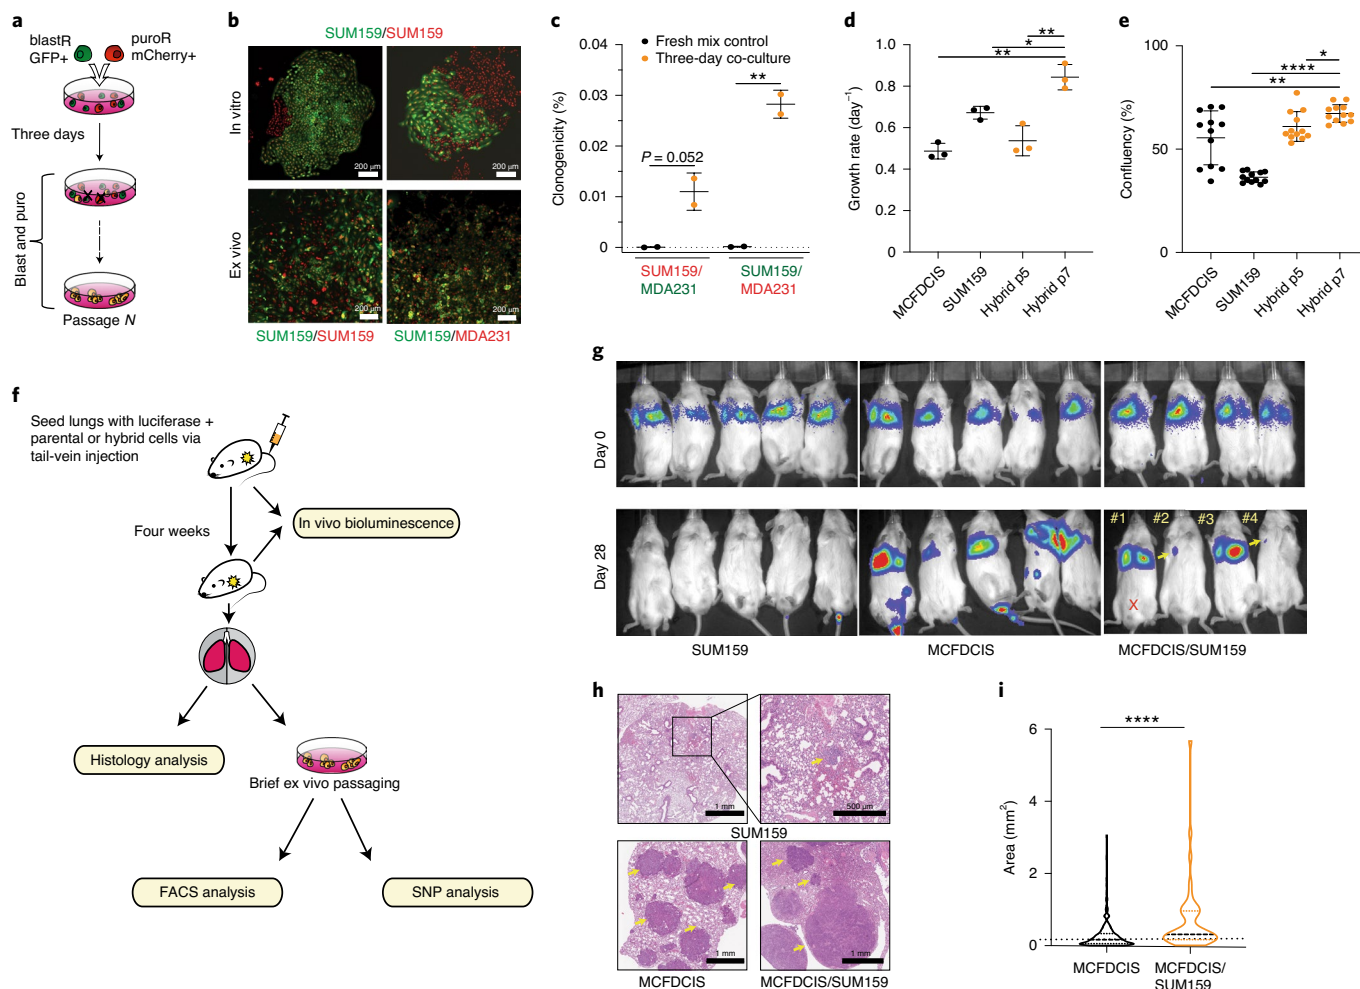 a
blastR
GFP+
puroR
mCherry+
Three days
Blast and puro
Passage N
b
SUM159/SUM159
In vitro
200 µm
200 µm
Ex vivo
200 µm
200 µm
SUM159/SUM159
SUM159/MDA231
c
Clonogenicity (%)
0.04
0.03
0.02
0.01
0
Fresh mix control
Three-day co-culture
P = 0.052
**
SUM159/
MDA231
SUM159/
MDA231
d
Growth rate (day−1)
1.0
0.8
0.6
0.4
0.2
0
**
*
**
MCFDCIS
SUM159
Hybrid p5
Hybrid p7
e
Confluency (%)
100
50
0
*
****
**
MCFDCIS
SUM159
Hybrid p5
Hybrid p7
f
Seed lungs with luciferase +
parental or hybrid cells via
tail-vein injection
Four weeks
In vivo bioluminescence
Histology analysis
Brief ex vivo passaging
FACS analysis
SNP analysis
g
Day 0
Day 28
#1
#2
#3
#4
X
SUM159
MCFDCIS
MCFDCIS/SUM159
h
1 mm
500 µm
SUM159
1 mm
1 mm
MCFDCIS
MCFDCIS/SUM159
i
Area (mm2)
6
4
2
0
****
MCFDCIS
MCFDCIS/
SUM159